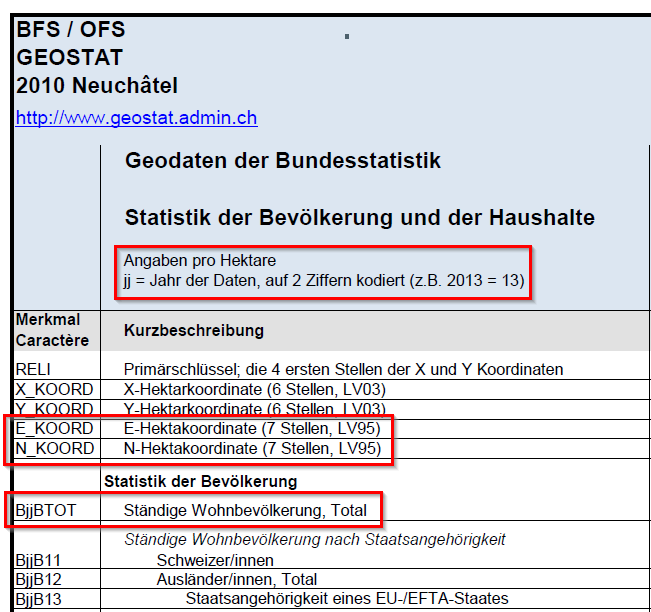 BFS / OFS
GEOSTAT
2010 Neuchâtel
http://www.geostat.admin.ch
Geodaten der Bundesstatistik
Statistik der Bevölkerung und der Haushalte
Angaben pro Hektare
jj = Jahr der Daten, auf 2 Ziffern kodiert (z.B. 2013 = 13)
Merkmal
Caractère
Kurzbeschreibung
RELI Primärschlüssel; die 4 ersten Stellen der X und Y Koordinaten
X_KOORD X-Hektarkoordinate (6 Stellen, LV03)
Y_KOORD Y-Hektarkoordinate (6 Stellen, LV03)
E_KOORD E-Hektakoordinate (7 Stellen, LV95)
N_KOORD N-Hektakoordinate (7 Stellen, LV95)
Statistik der Bevölkerung
BjjBTOT Ständige Wohnbevölkerung, Total
Ständige Wohnbevölkerung nach Staatsangehörigkeit
BjjB11 Schweizer/innen
BjjB12 Ausländer/innen, Total
BjjB13 Staatsangehörigkeit eines EU-/EFTA-Staates